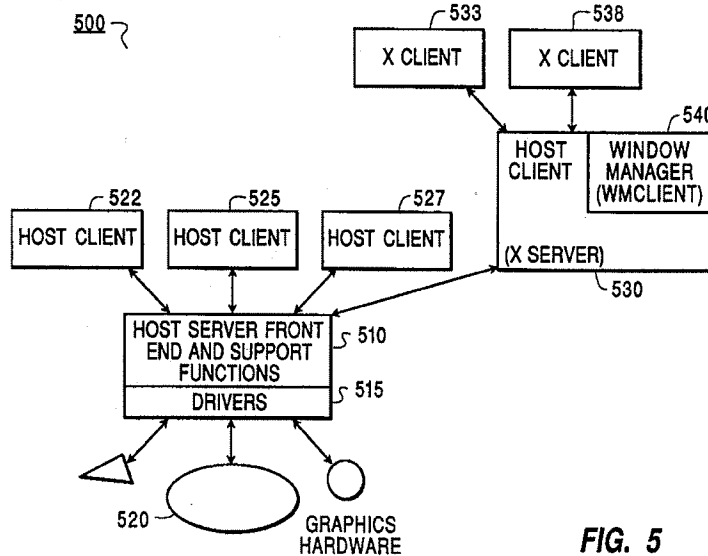 500
533
538
X CLIENT
X CLIENT
540
HOST
CLIENT
WINDOW
MANAGER
(WMCLIENT)
(X SERVER)
530
522
525
527
HOST CLIENT
HOST CLIENT
HOST CLIENT
HOST SERVER FRONT
END AND SUPPORT
FUNCTIONS
510
DRIVERS
515
520
GRAPHICS
HARDWARE
FIG. 5